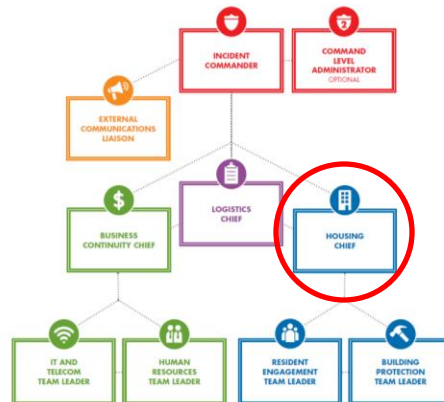 INCIDENT
COMMANDER
2
COMMAND
LEVEL
ADMINISTRATOR
OPTIONAL
EXTERNAL
COMMUNICATIONS
LIAISON
$
BUSINESS
CONTINUITY CHIEF
LOGISTICS
CHIEF
HOUSING
CHIEF
IT AND
TELECOM
TEAM LEADER
HUMAN
RESOURCES
TEAM LEADER
RESIDENT
ENGAGEMENT
TEAM LEADER
BUILDING
PROTECTION
TEAM LEADER